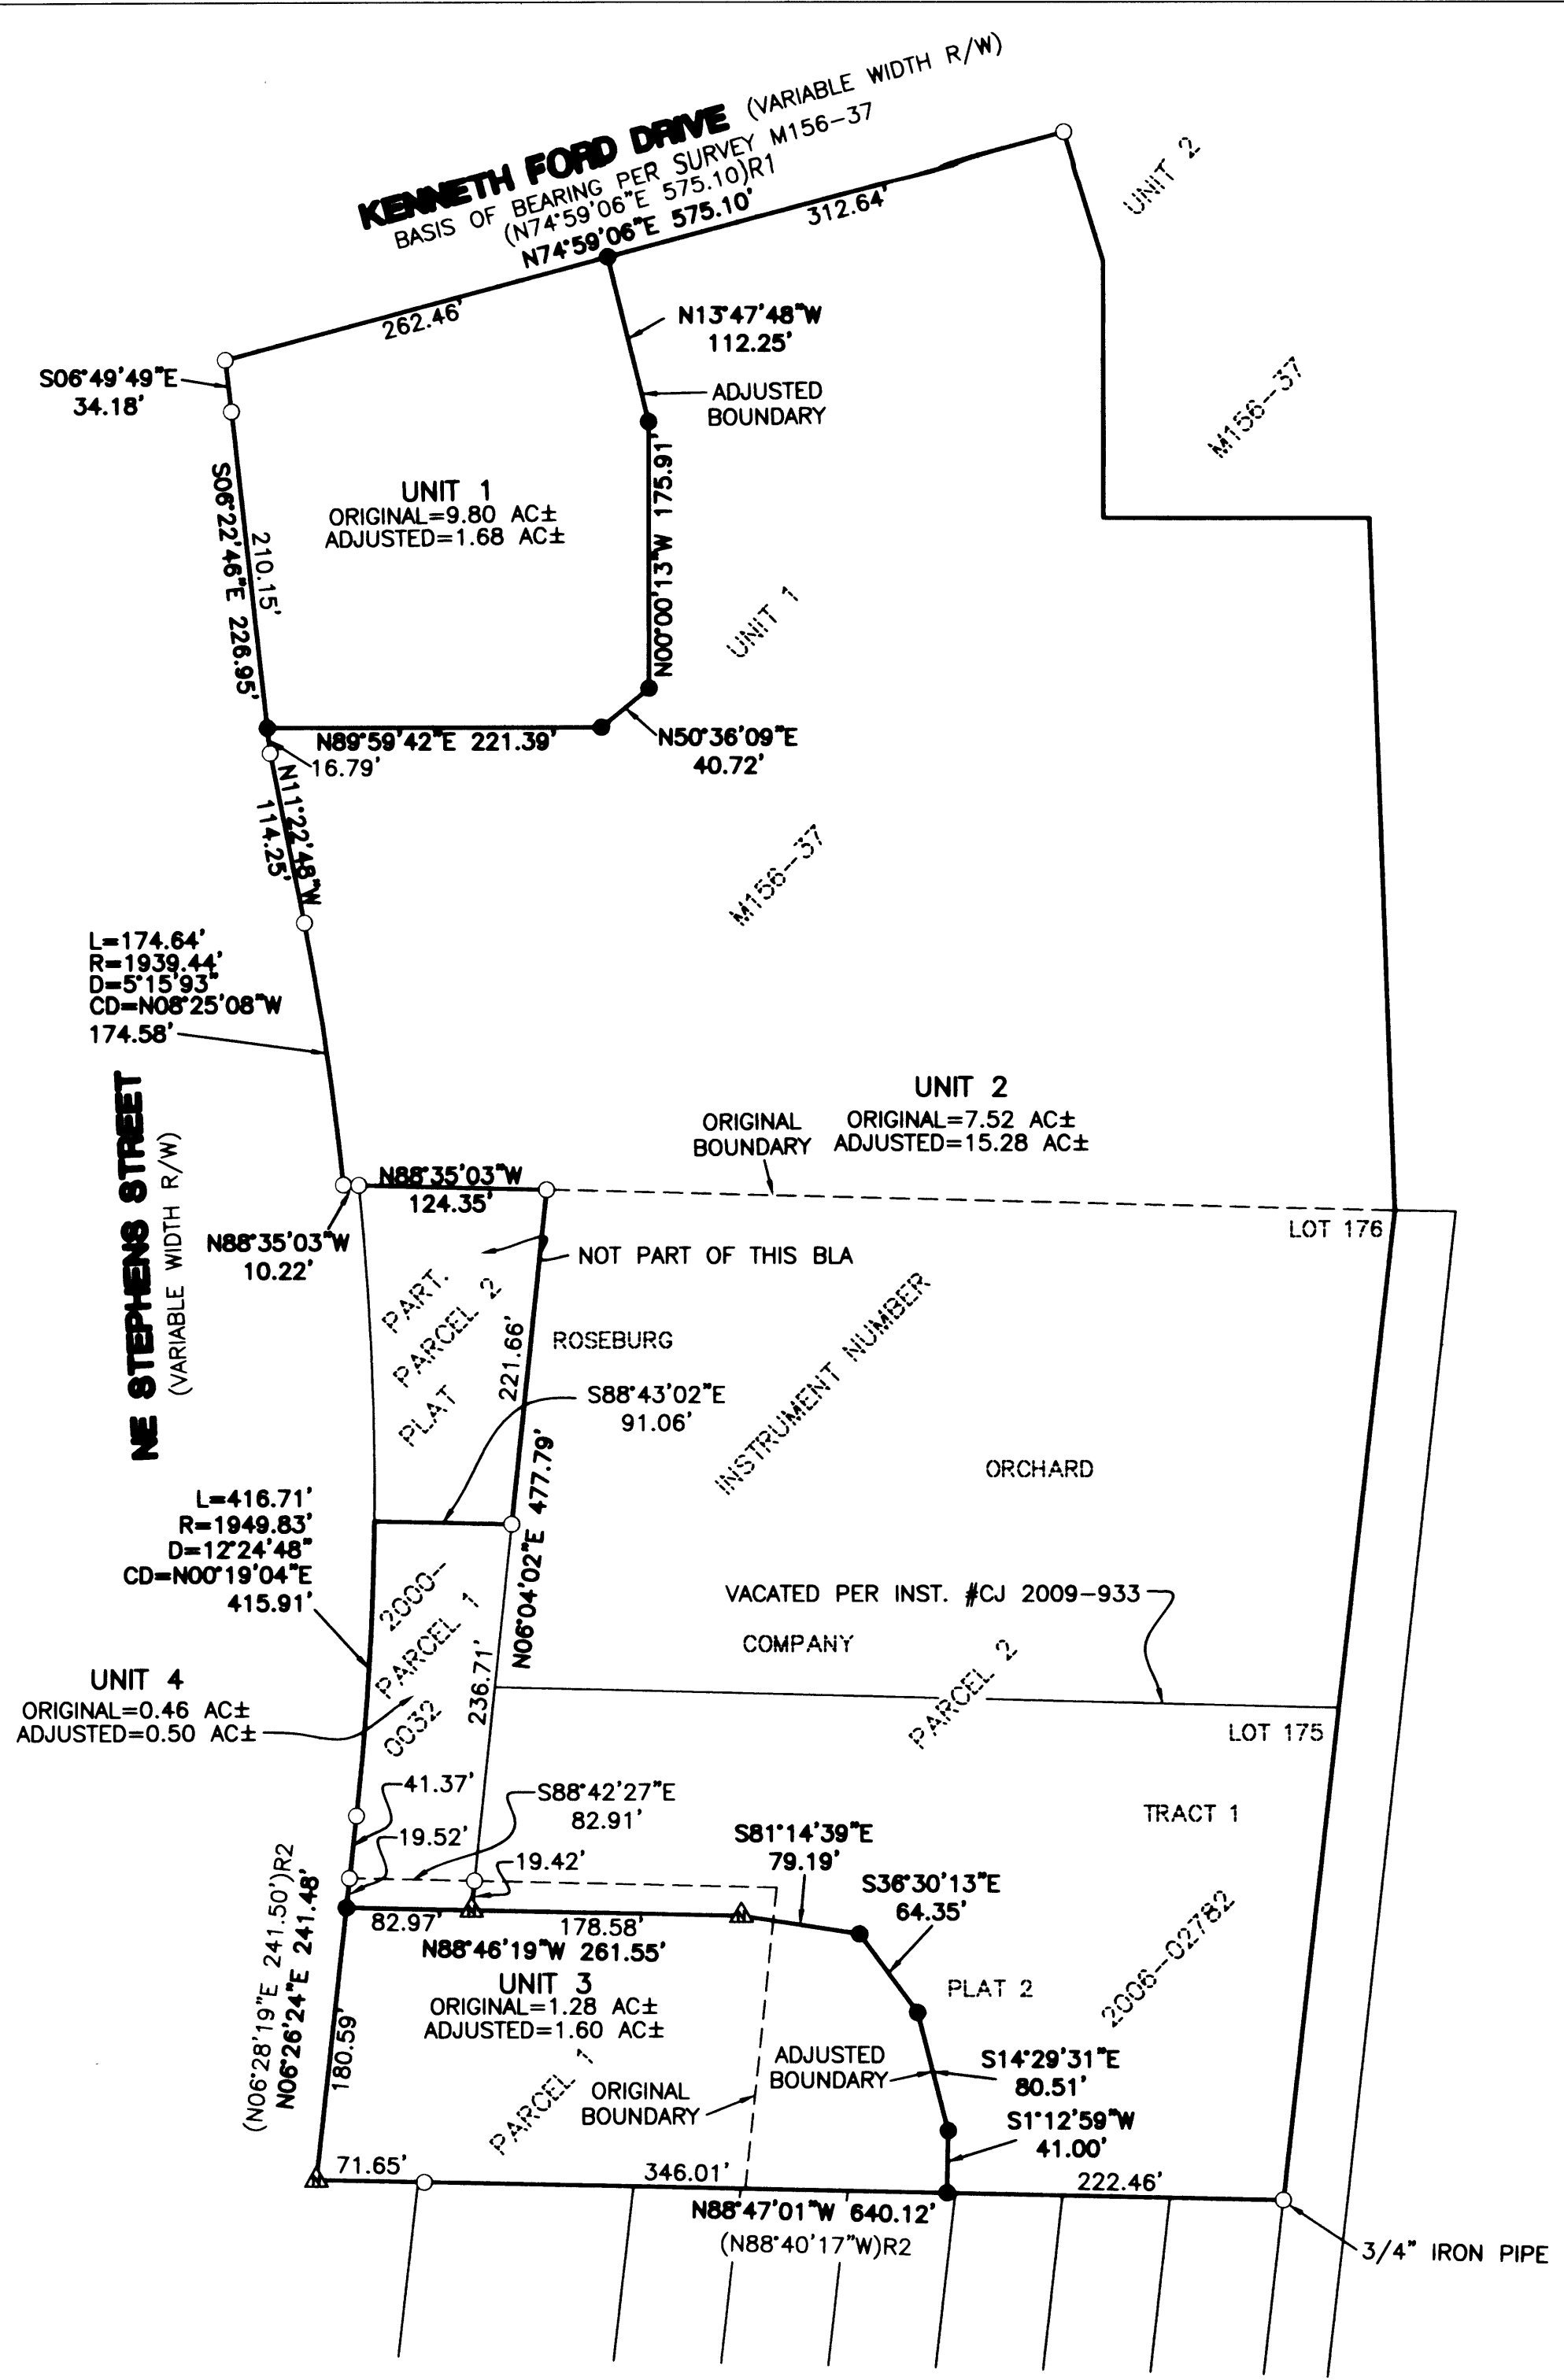 KENNETH FORD DRIVE (VARIABLE WIDTH R/W)
BASIS OF BEARING PER SURVEY M156-37
(N74°59'06"E 575.10)R1
N74°59'06"E 575.10'
312.64'
262.46'
UNIT 2
M156-37
S06°49'49"E
34.18'
N13°47'48"W
112.25'
ADJUSTED
BOUNDARY
UNIT 1
ORIGINAL=9.80 AC±
ADJUSTED=1.68 AC±
S06°22'46"E 226.95'
210.15'
N00°00'13"W 175.91'
UNIT 1
N89°59'42"E 221.39'
16.79'
N50°36'09"E
40.72'
N11°22'48"W
114.25'
M156-37
L=174.64'
R=1939.44'
D=5°15'93"
CD=N08°25'08"W
174.58'
NE STEPHENS STREET
(VARIABLE WIDTH R/W)
UNIT 2
ORIGINAL=7.52 AC±
ADJUSTED=15.28 AC±
ORIGINAL
BOUNDARY
N88°35'03"W
124.35'
N88°35'03"W
10.22'
LOT 176
NOT PART OF THIS BLA
PART.
PARCEL 2
PLAT
221.66'
ROSEBURG
INSTRUMENT NUMBER
S88°43'02"E
91.06'
ORCHARD
N06°04'02"E 477.79'
L=416.71'
R=1949.83'
D=12°24'48"
CD=N00°19'04"E
415.91'
2000-
PARCEL 1
0032
236.71'
VACATED PER INST. #CJ 2009-933
COMPANY
PARCEL 2
UNIT 4
ORIGINAL=0.46 AC±
ADJUSTED=0.50 AC±
LOT 175
41.37'
19.52'
S88°42'27"E
82.91'
19.42'
TRACT 1
S81°14'39"E
79.19'
S36°30'13"E
64.35'
(N06°28'19"E 241.50')R2
N06°26'24"E 241.48'
180.59'
82.97'
178.58'
N88°46'19"W 261.55'
UNIT 3
ORIGINAL=1.28 AC±
ADJUSTED=1.60 AC±
PARCEL 1
PLAT 2
2006-02782
ORIGINAL
BOUNDARY
ADJUSTED
BOUNDARY
S14°29'31"E
80.51'
S1°12'59"W
41.00'
71.65'
346.01'
222.46'
N88°47'01"W 640.12'
(N88°40'17"W)R2
3/4" IRON PIPE